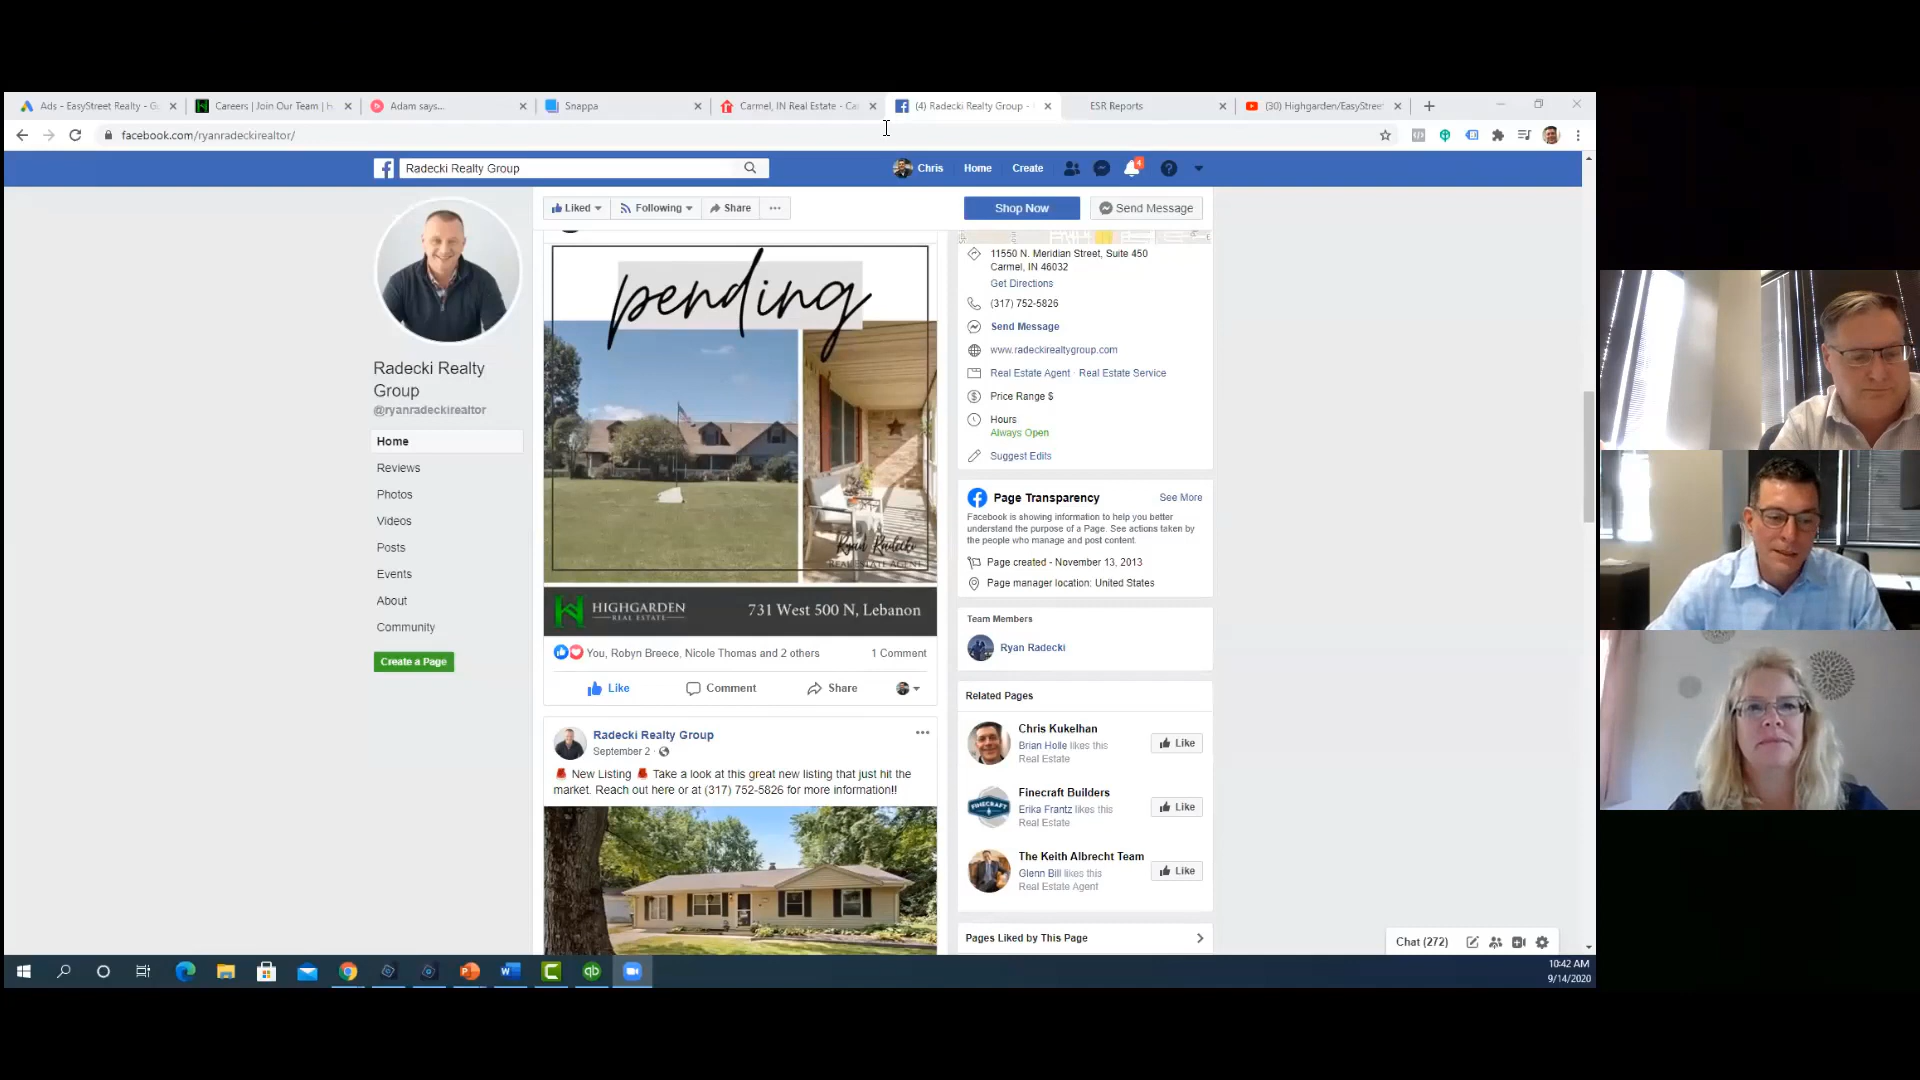 Ads - EasyStreet Realty - G
Careers | Join Our Team | H
Adam says...
Snappa
Carmel, IN Real Estate - Ca
(4) Radecki Realty Group -
ESR Reports
(30) Highgarden/EasyStree
facebook.com/ryanradeckirealtor/
Radecki Realty Group
Chris
Home
Create
4
Liked
Following
Share
Shop Now
Send Message
Radecki Realty
Group
@ryanradeckirealtor
Home
Reviews
Photos
Videos
Posts
Events
About
Community
Create a Page
pending
Ryan Radecki
REAL ESTATE AGENT
HIGHGARDEN
REAL ESTATE
731 West 500 N, Lebanon
You, Robyn Breece, Nicole Thomas and 2 others
1 Comment
Like
Comment
Share
Radecki Realty Group
September 2 ·
New Listing Take a look at this great new listing that just hit the
market. Reach out here or at (317) 752-5826 for more information!!
11550 N. Meridian Street, Suite 450
Carmel, IN 46032
Get Directions
(317) 752-5826
Send Message
www.radeckirealtygroup.com
Real Estate Agent · Real Estate Service
Price Range $
Hours
Always Open
Suggest Edits
Page Transparency
See More
Facebook is showing information to help you better
understand the purpose of a Page. See actions taken by
the people who manage and post content.
Page created - November 13, 2013
Page manager location: United States
Team Members
Ryan Radecki
Related Pages
Chris Kukelhan
Brian Holle likes this
Real Estate
Like
Finecraft Builders
Erika Frantz likes this
Real Estate
Like
FINECRAFT
The Keith Albrecht Team
Glenn Bill likes this
Real Estate Agent
Like
Pages Liked by This Page
Chat (272)
10:42 AM
9/14/2020